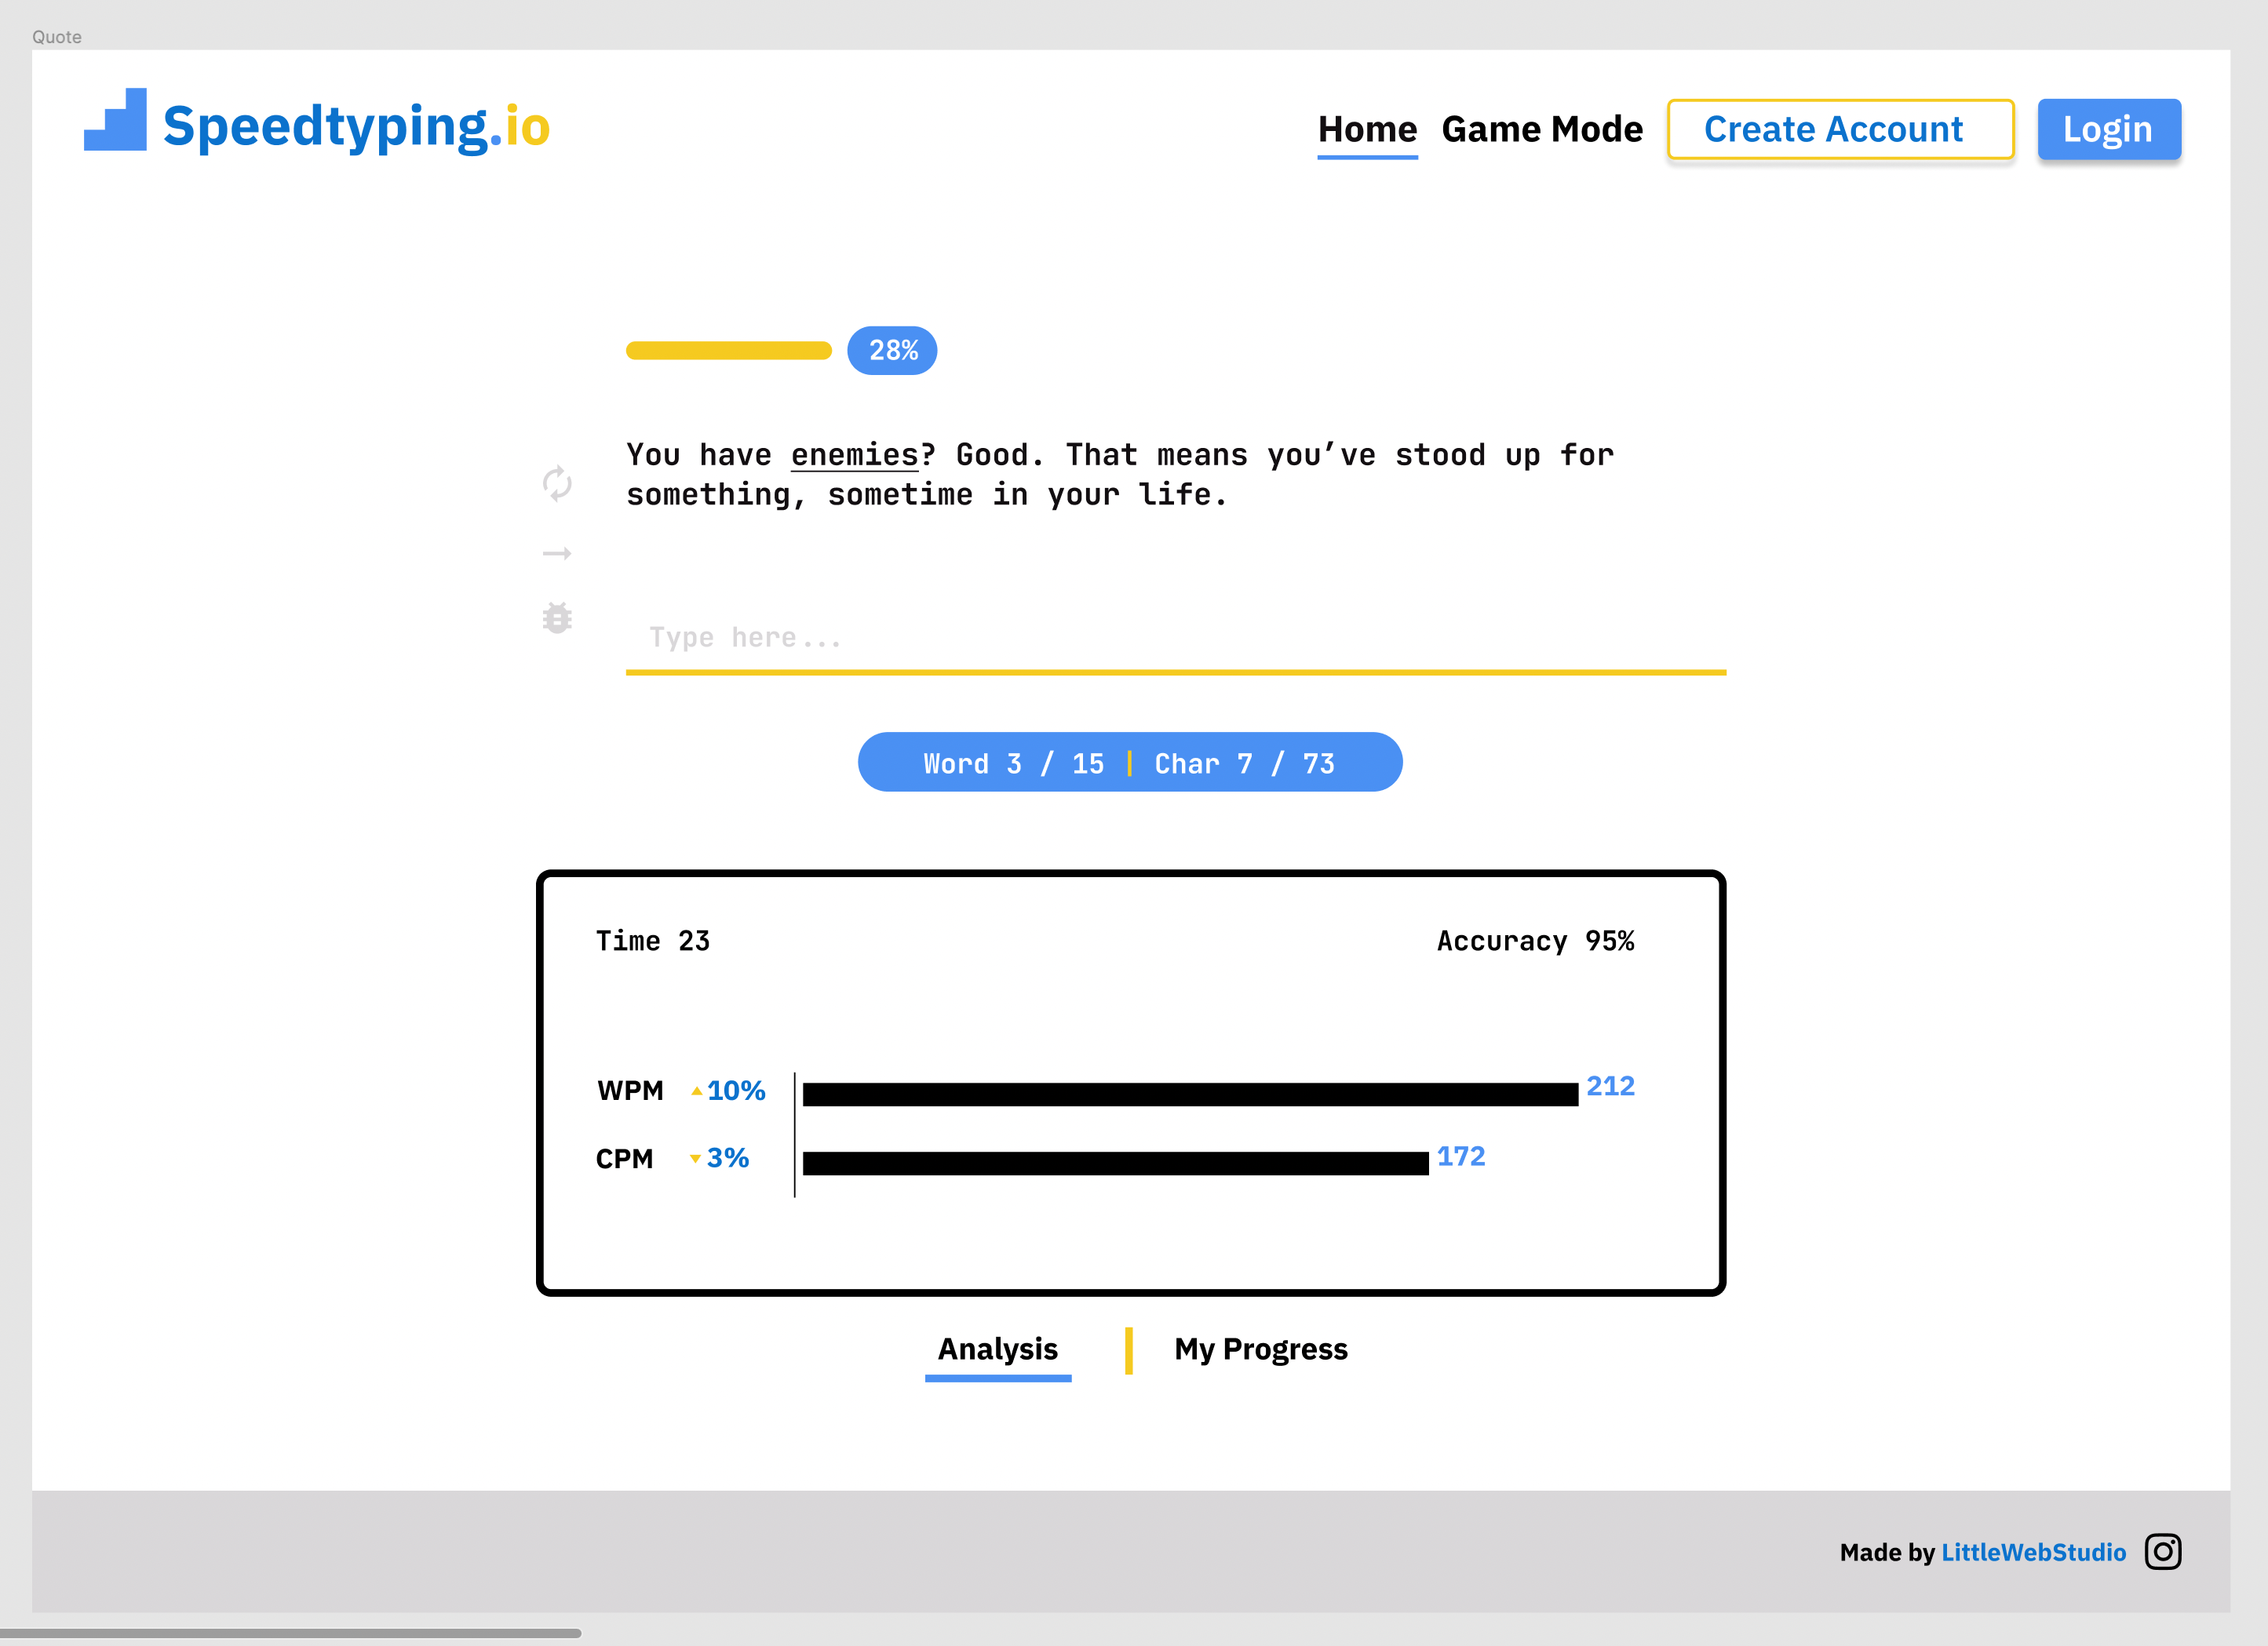 Quote
Speedtyping.io
Home Game Mode Create Account Login
28%
You have enemies? Good. That means you’ve stood up for
something, sometime in your life.
Type here...
Word 3 / 15 | Char 7 / 73
Time 23 Accuracy 95%
WPM 10% 212
CPM 3% 172
Analysis My Progress
Made by LittleWebStudio